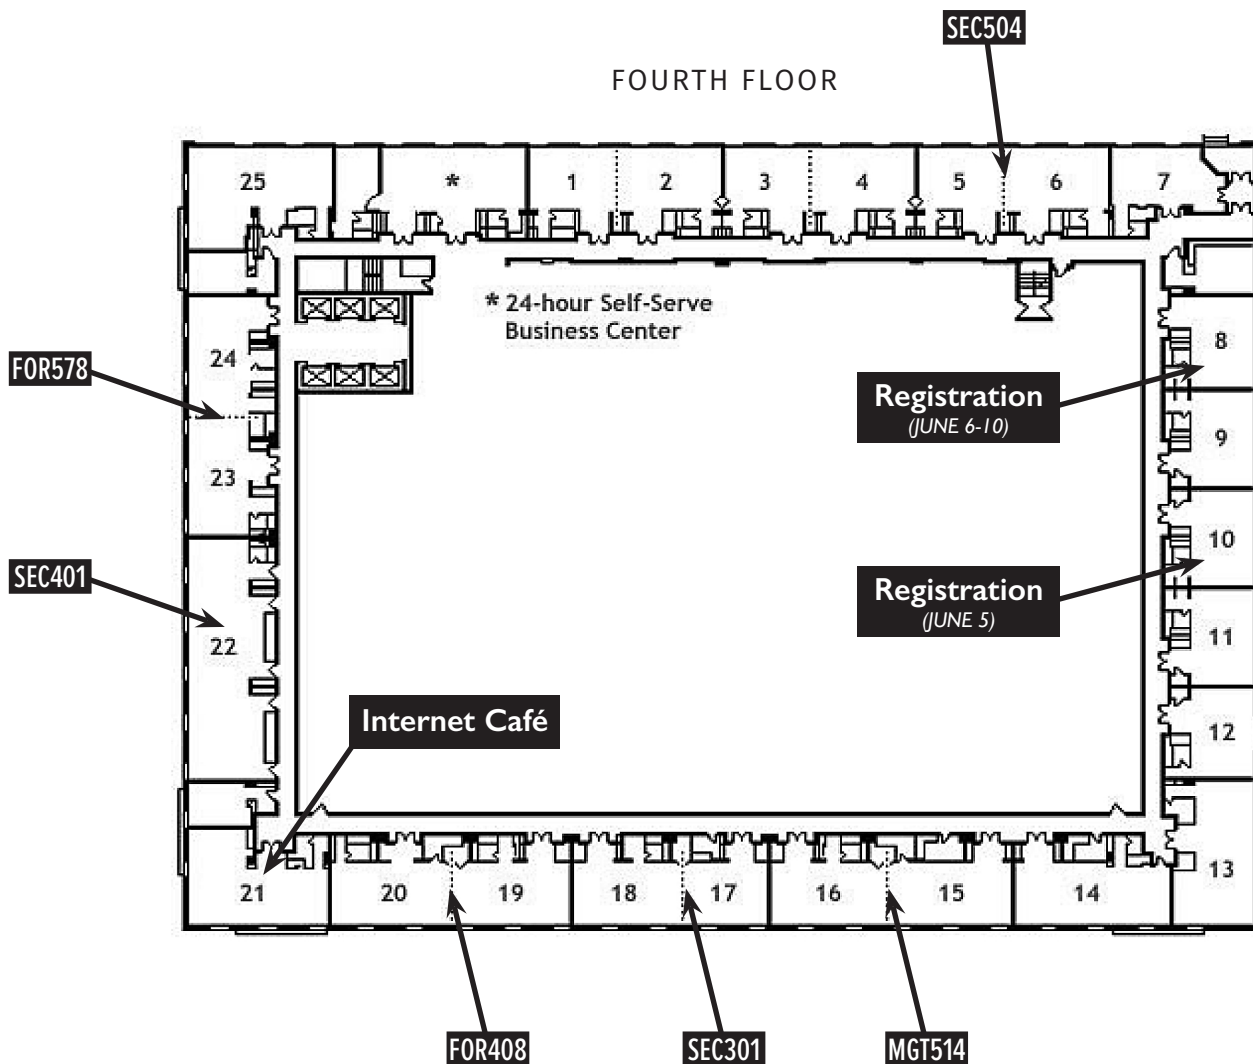 SEC504
FOURTH FLOOR
25
*
1
2
3
4
5
6
7
* 24-hour Self-Serve
Business Center
24
8
FOR578
Registration
(JUNE 6-10)
9
23
10
SEC401
Registration
(JUNE 5)
22
11
Internet Café
12
21
20
19
18
17
16
15
14
13
FOR408
SEC301
MGT514